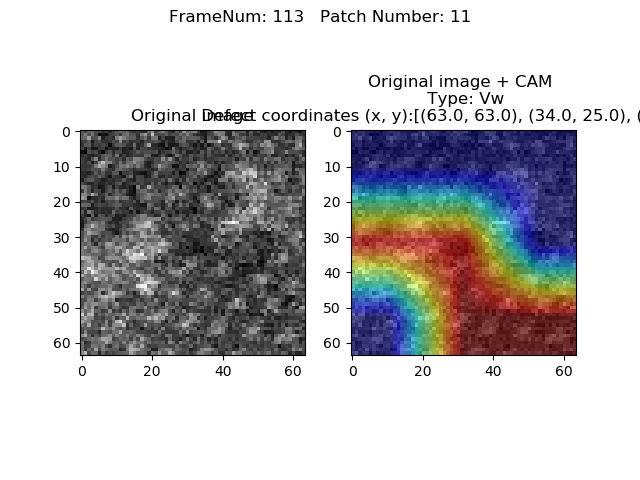 FrameNum: 113   Patch Number: 11
Original image + CAM
Type: Vw
Original Image
Defect coordinates (x, y):[(63.0, 63.0), (34.0, 25.0), (
0
10
20
30
40
50
60
0 20 40 60
0
10
20
30
40
50
60
0 20 40 60